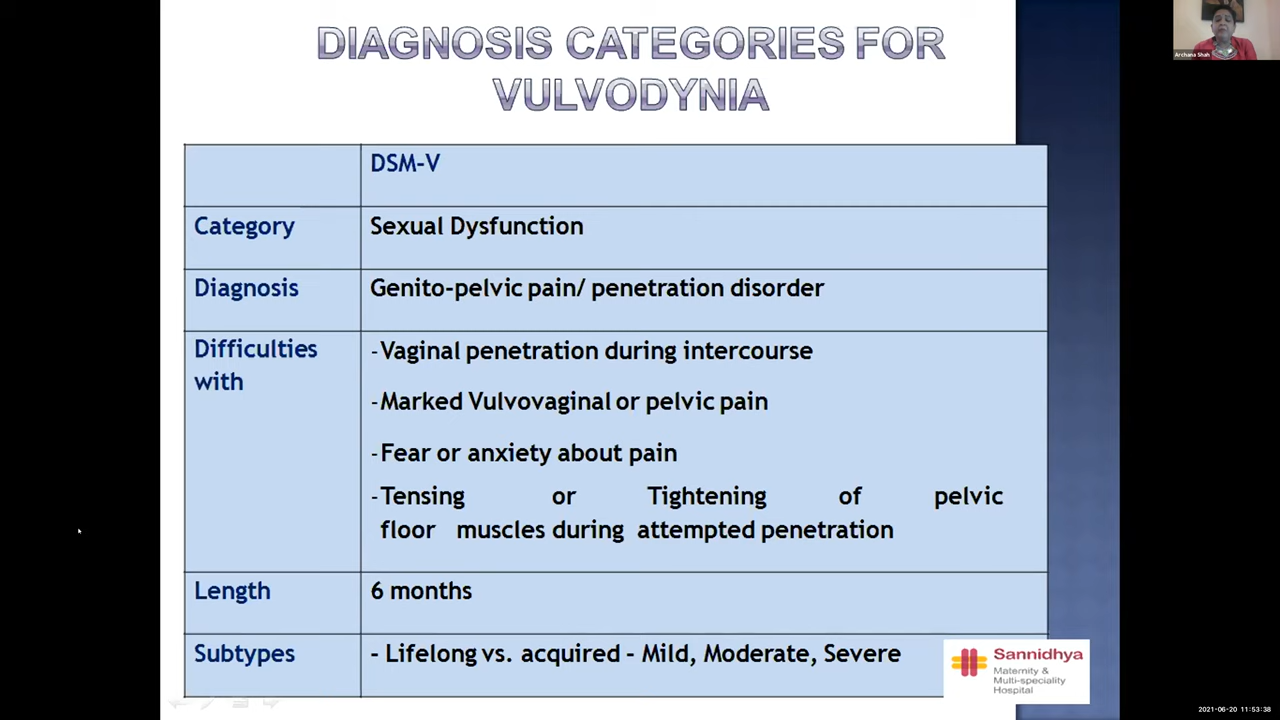 DIAGNOSIS CATEGORIES FOR
VULVODYNIA
DSM-V
Category
Sexual Dysfunction
Diagnosis
Genito-pelvic pain/ penetration disorder
Difficulties
with
-Vaginal penetration during intercourse
-Marked Vulvovaginal or pelvic pain
-Fear or anxiety about pain
-Tensing or Tightening of pelvic
floor muscles during attempted penetration
Length
6 months
Subtypes
- Lifelong vs. acquired - Mild, Moderate, Severe
Sannidhya
Maternity &
Multi-speciality
Hospital
Archana Shah
2021-06-20 11:53:38